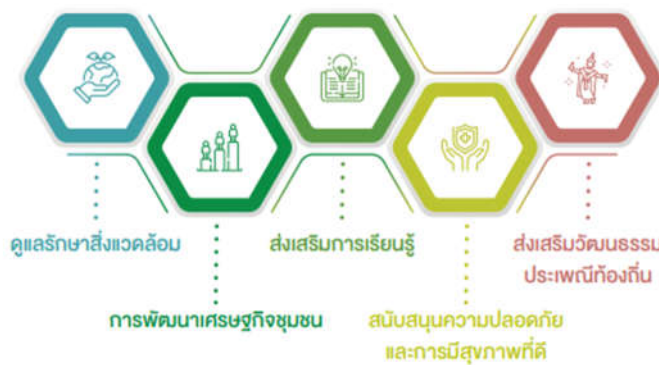 ดูแลรักษาสิ่งแวดล้อม
การพัฒนาเศรษฐกิจชุมชน
ส่งเสริมการเรียนรู้
สนับสนุนความปลอดภัย
และการมีสุขภาพที่ดี
ส่งเสริมวัฒนธรรม
ประเพณีท้องถิ่น